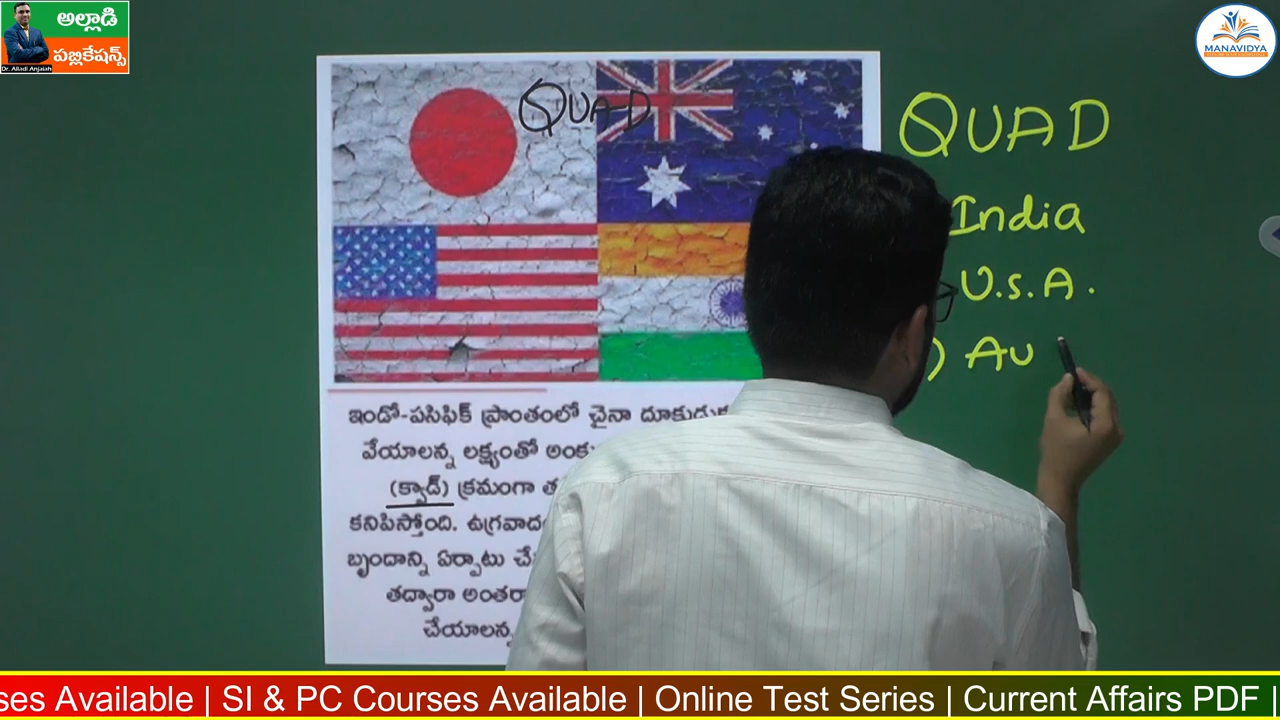 అల్లాడి
పబ్లికేషన్స్
Dr. Alladi Anjaiah
MANAVIDYA
QUAD
QUAD
India
U.S.A.
) Au
ఇండో-పసిఫిక్ ప్రాంతంలో చైనా
వేయాలన్న లక్ష్యంతో
(క్వాడ్) క్రమంగా
కనిపిస్తోంది. ఉగ్రవాద
బృందాన్ని ఏర్పాటు
తద్వారా
చేయాలన్న
ses Available | SI & PC Courses Available | Online Test Series | Current Affairs PDF |